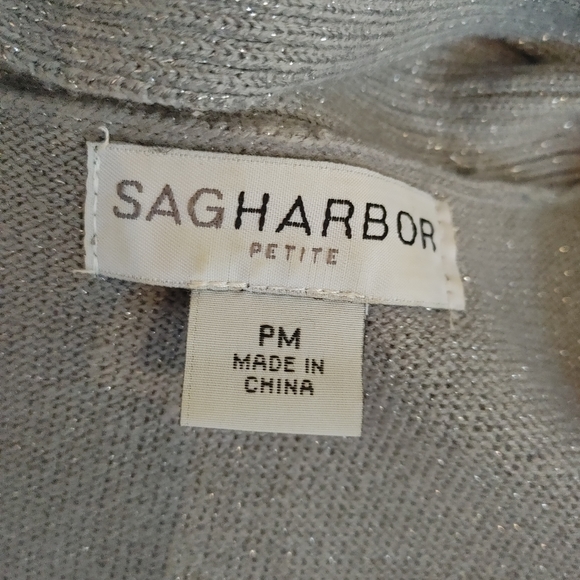 SAGHARBOR
PETITE
PM
MADE IN
CHINA